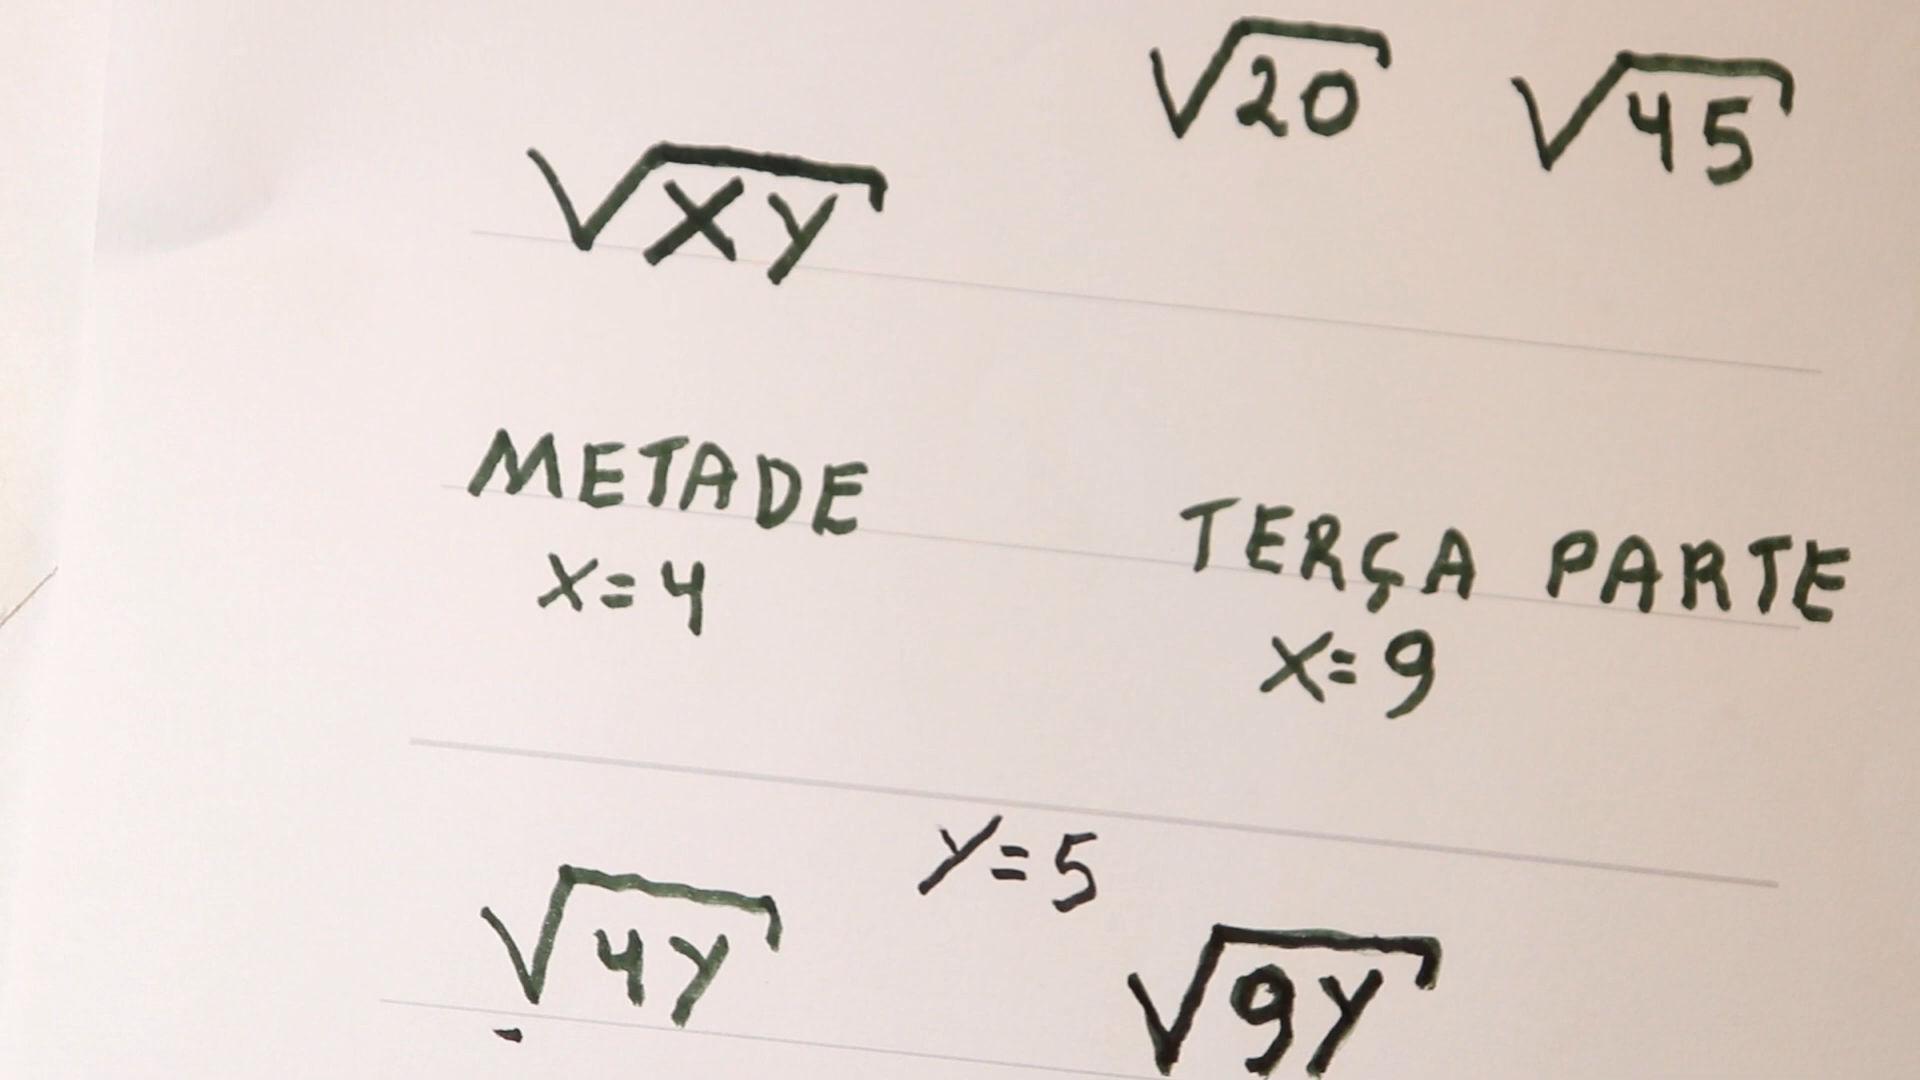 √20 √45
√XY
METADE TERÇA PARTE
X=4 X=9
Y=5
√4Y √9Y